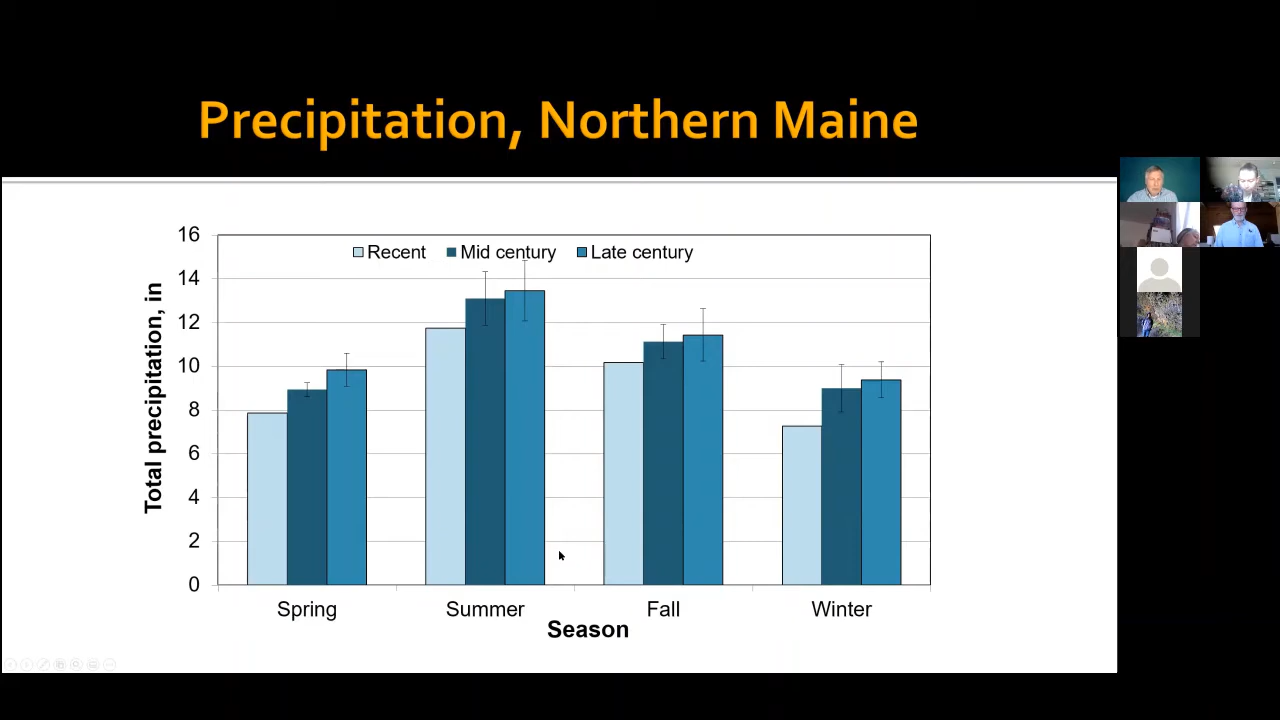 Precipitation, Northern Maine
Recent Mid century Late century
Total precipitation, in
16
14
12
10
8
6
4
2
0
Spring Summer Fall Winter
Season